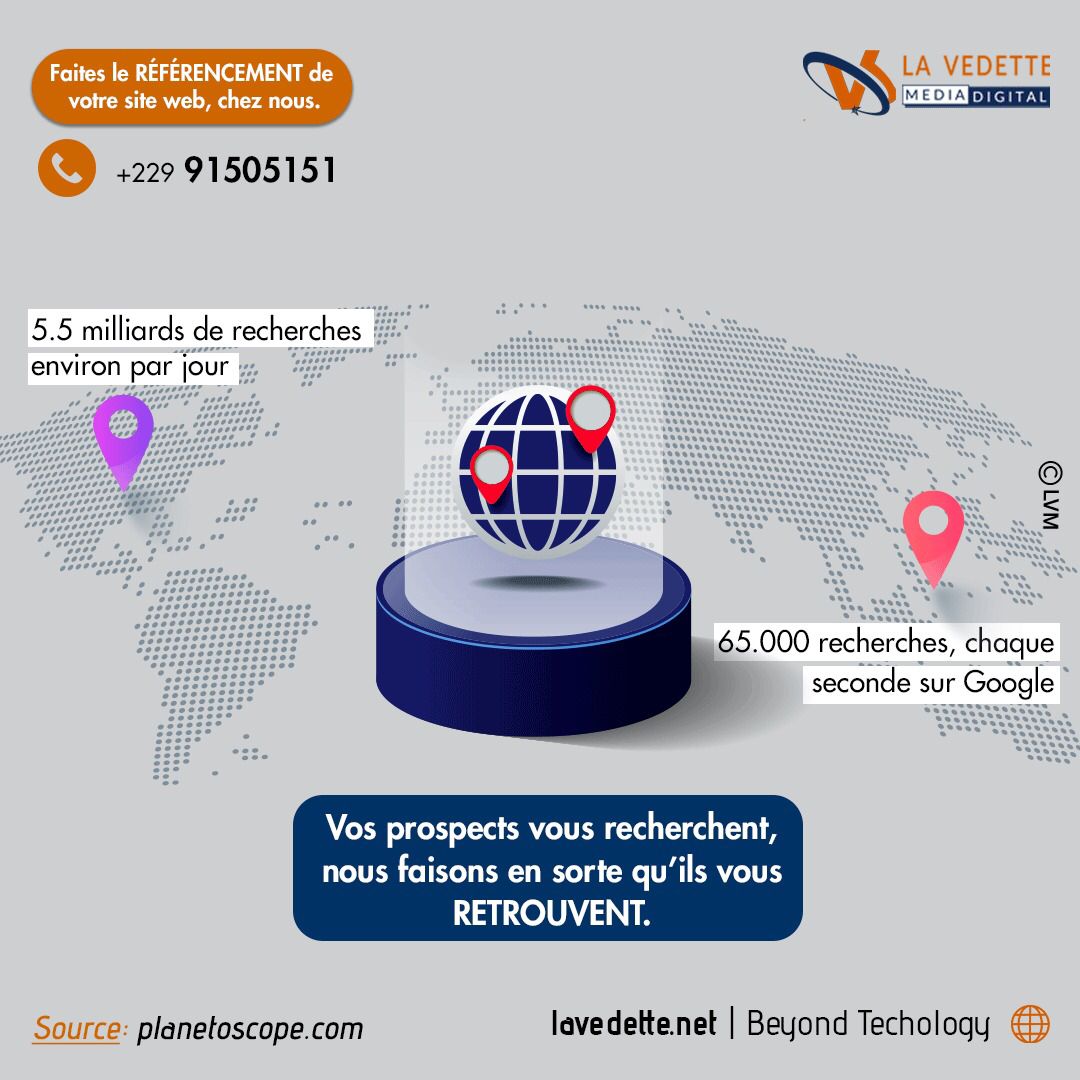 Faites le RÉFÉRENCEMENT de
votre site web, chez nous.
+229 91505151
LA VEDETTE
MEDIA DIGITAL
5.5 milliards de recherches
environ par jour
© LVM
65.000 recherches, chaque
seconde sur Google
Vos prospects vous recherchent,
nous faisons en sorte qu'ils vous
RETROUVENT.
Source: planetoscope.com
lavedette.net | Beyond Techology